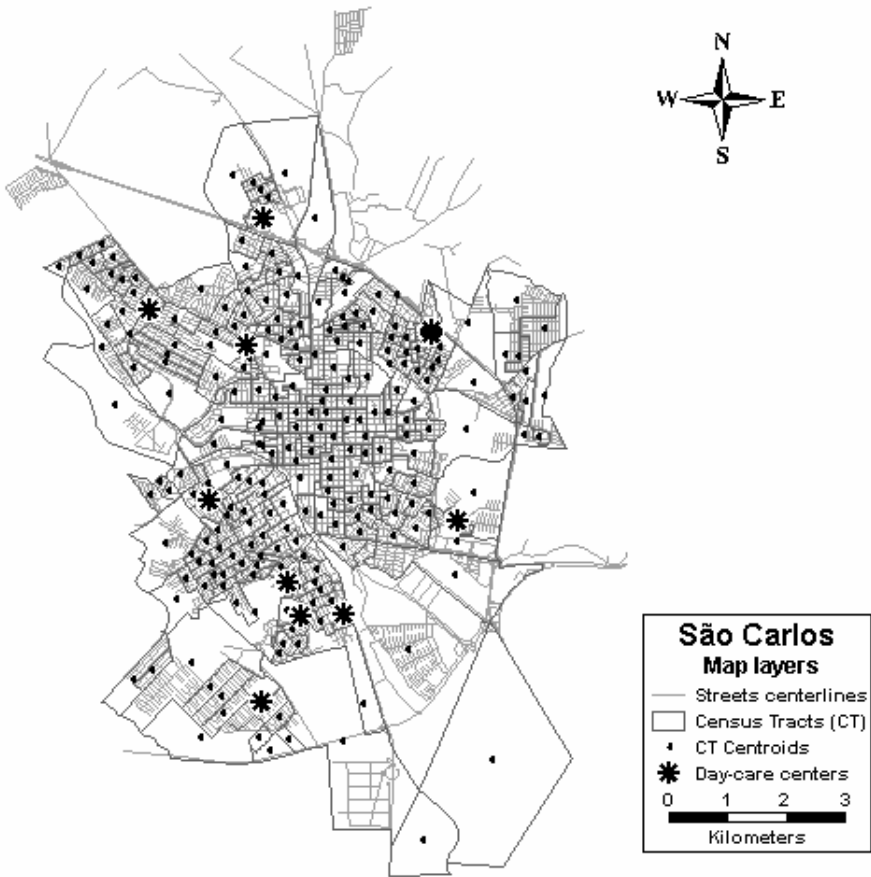 N
W E
S
São Carlos
Map layers
Streets centerlines
Census Tracts (CT)
CT Centroids
Day-care centers
0 1 2 3
Kilometers